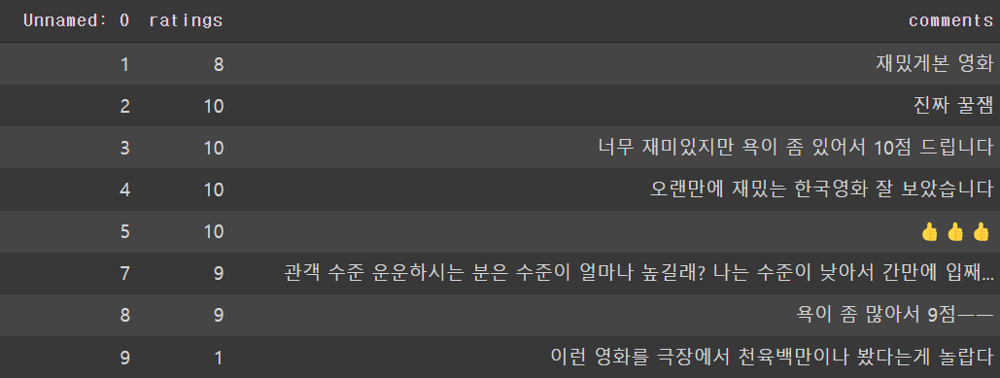 Unnamed: 0 ratings comments
1 8 재밌게본 영화
2 10 진짜 꿀잼
3 10 너무 재미있지만 욕이 좀 있어서 10점 드립니다
4 10 오랜만에 재밌는 한국영화 잘 보았습니다
5 10 👍👍👍
7 9 관객 수준 운운하시는 분은 수준이 얼마나 높길래? 나는 수준이 낮아서 간만에 입째...
8 9 욕이 좀 많아서 9점ㅡㅡ
9 1 이런 영화를 극장에서 천육백만이나 봤다는게 놀랍다